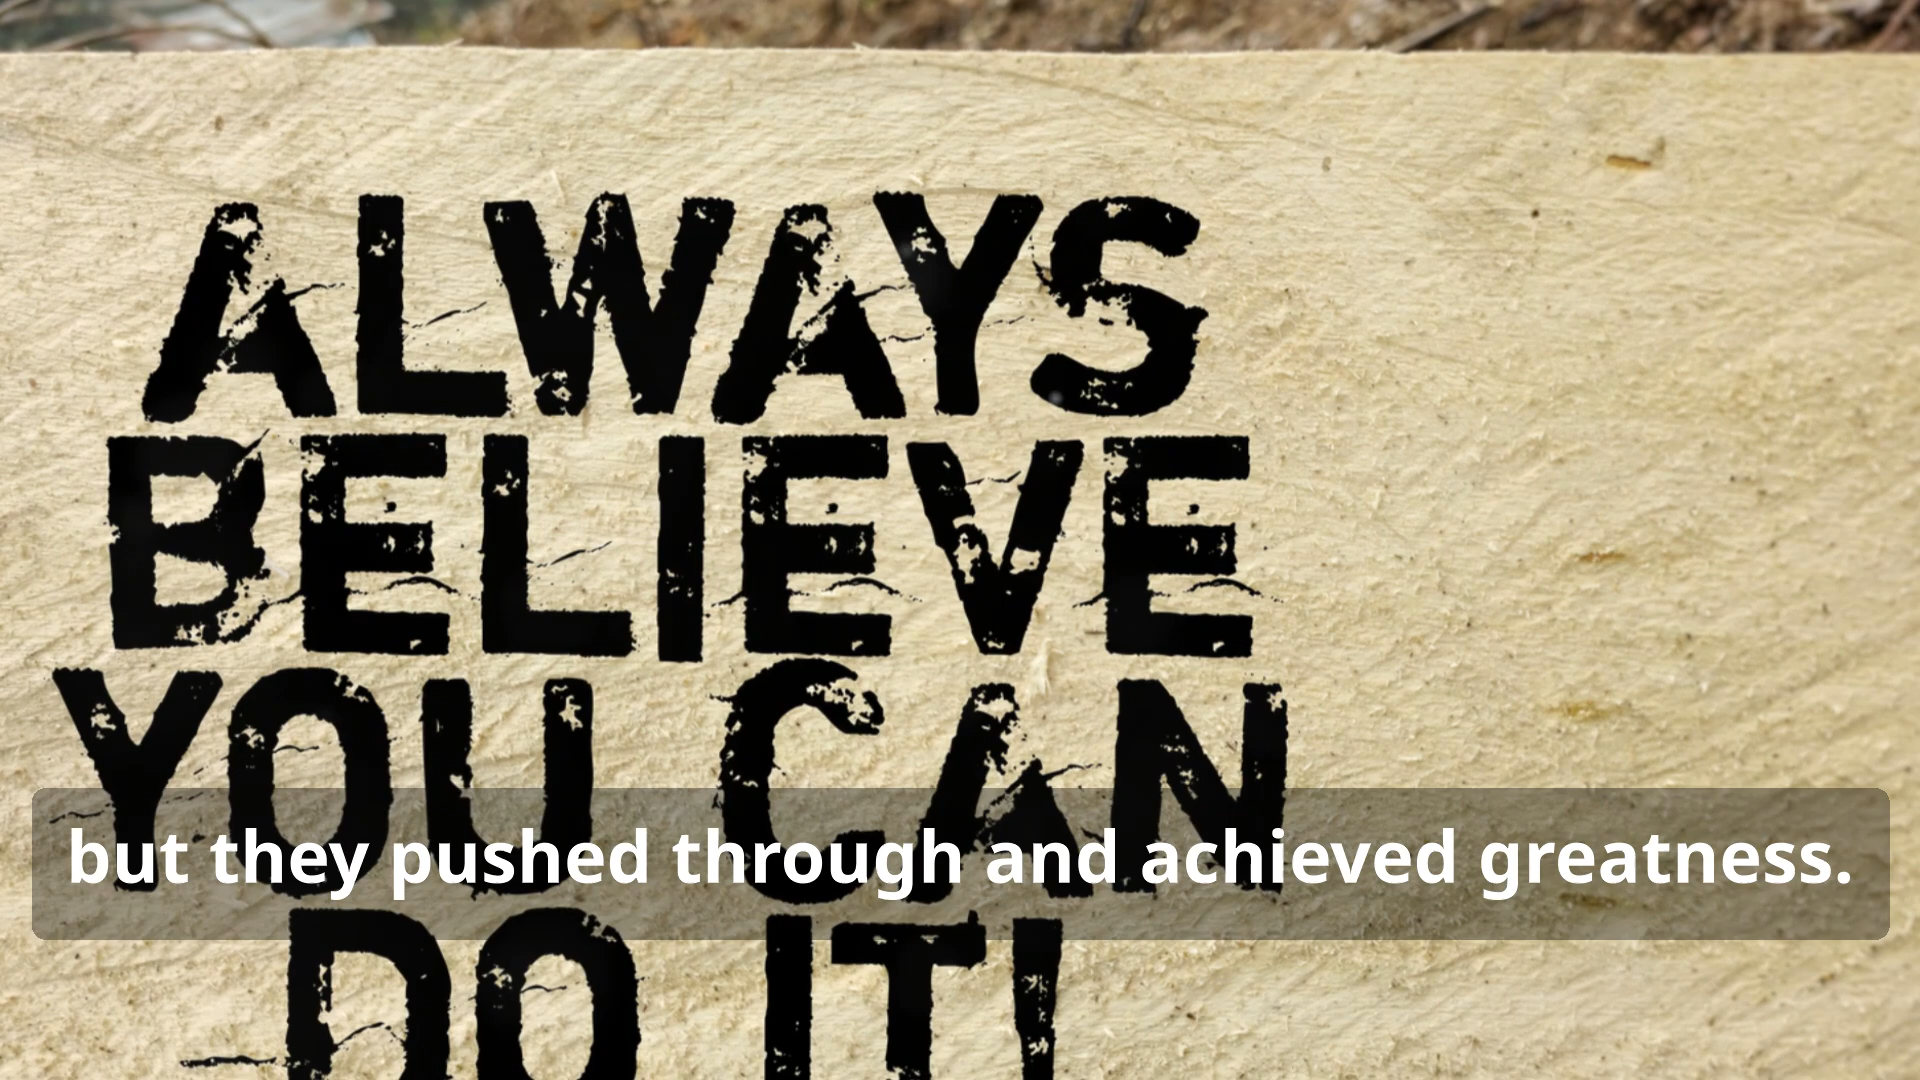 ALWAYS
BELIEVE
YOU CAN
but they pushed through and achieved greatness.
DO IT!